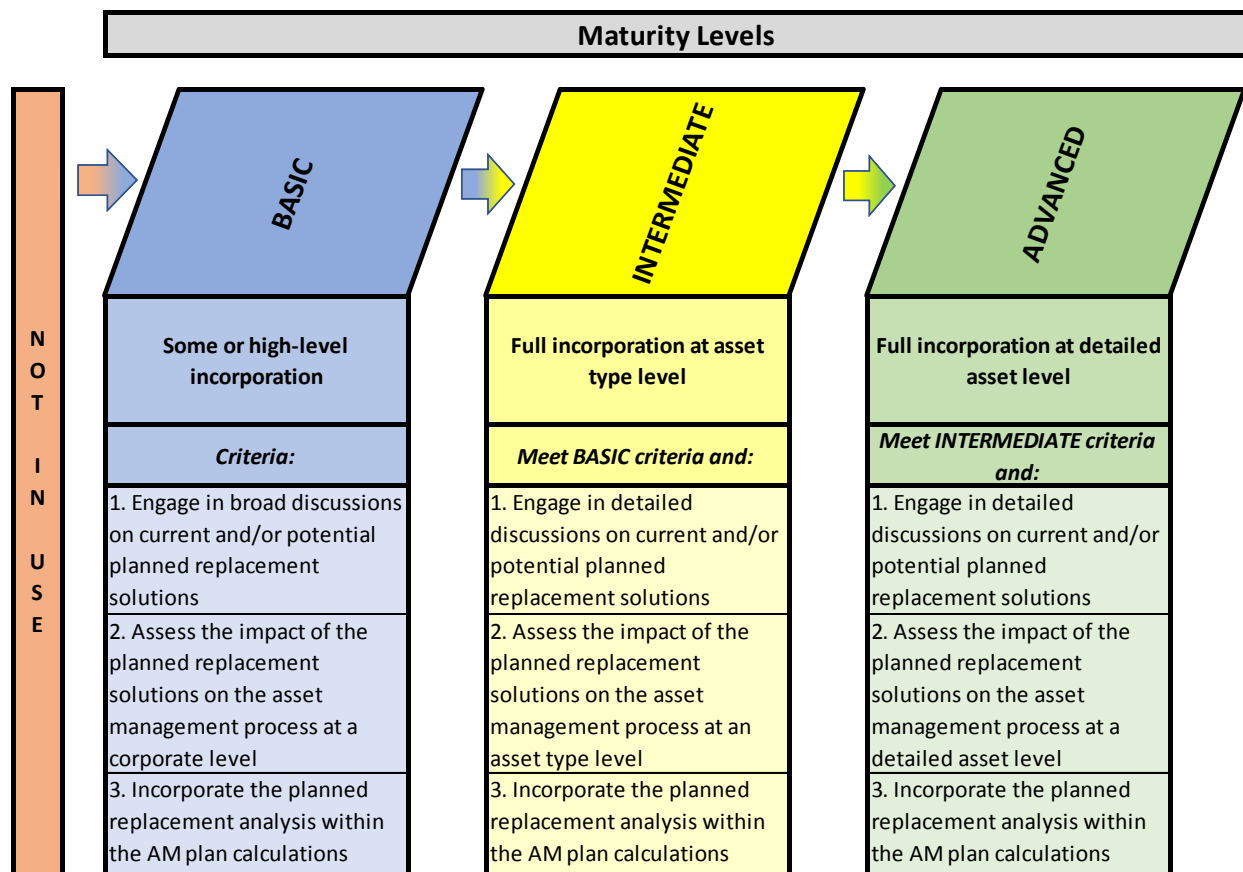 Maturity Levels
NOT IN USE
BASIC
Some or high-level
incorporation
Criteria:
1. Engage in broad discussions
on current and/or potential
planned replacement
solutions
2. Assess the impact of the
planned replacement
solutions on the asset
management process at a
corporate level
3. Incorporate the planned
replacement analysis within
the AM plan calculations
INTERMEDIATE
Full incorporation at asset
type level
Meet BASIC criteria and:
1. Engage in detailed
discussions on current and/or
potential planned
replacement solutions
2. Assess the impact of the
planned replacement
solutions on the asset
management process at an
asset type level
3. Incorporate the planned
replacement analysis within
the AM plan calculations
ADVANCED
Full incorporation at detailed
asset level
Meet INTERMEDIATE criteria
and:
1. Engage in detailed
discussions on current and/or
potential planned
replacement solutions
2. Assess the impact of the
planned replacement
solutions on the asset
management process at a
detailed asset level
3. Incorporate the planned
replacement analysis within
the AM plan calculations